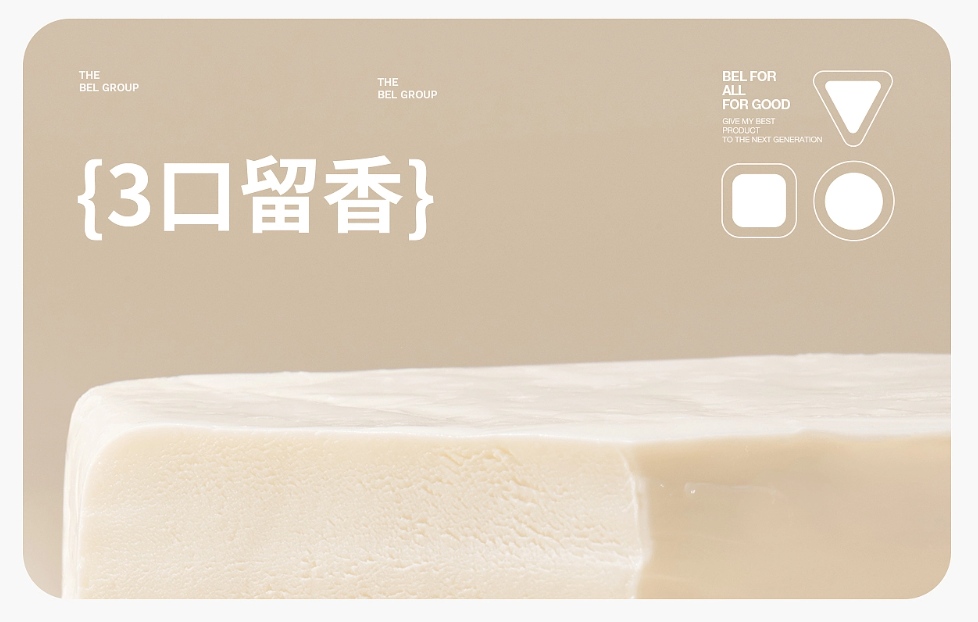 THE
BEL GROUP
THE
BEL GROUP
BEL FOR
ALL
FOR GOOD
GIVE MY BEST
PRODUCT
TO THE NEXT GENERATION
{3口留香}